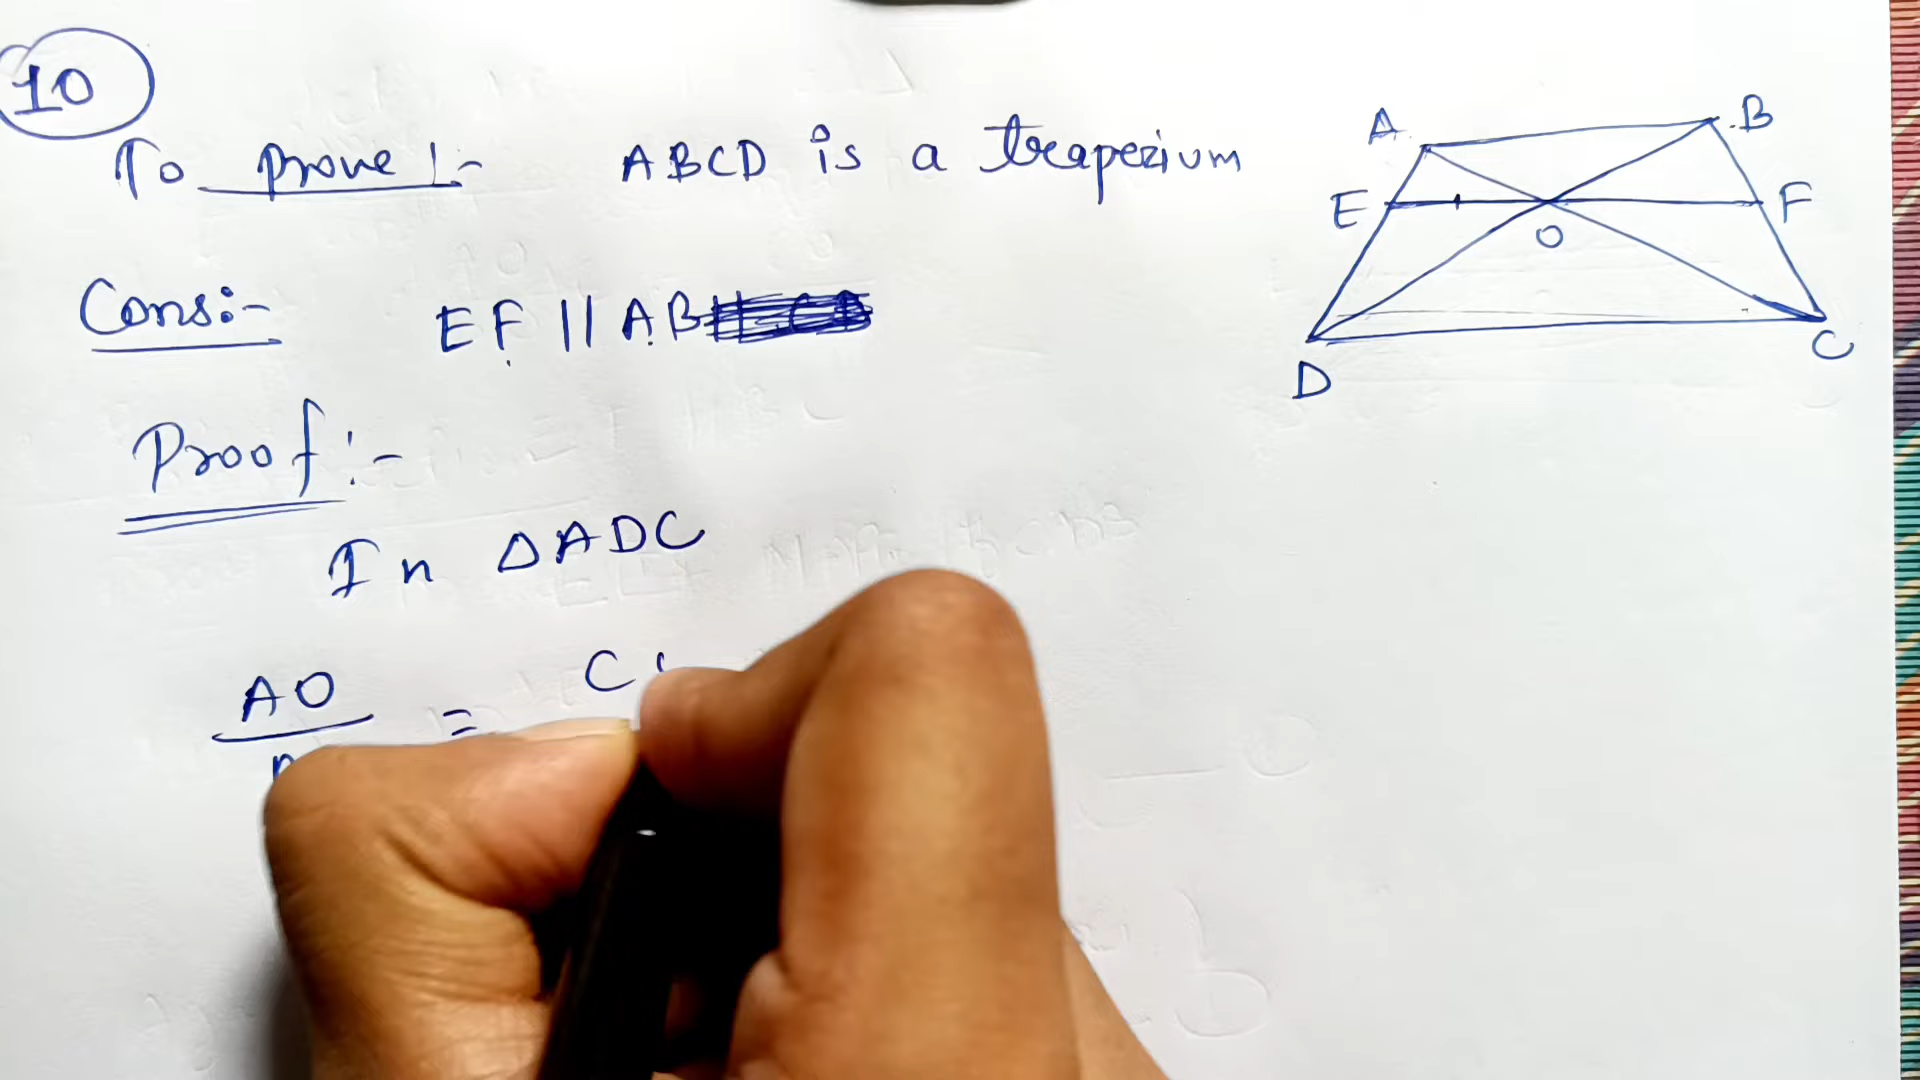 10
To prove :- ABCD is a trapezium
Cons:- EF || AB
Proof :-
In ΔADC
AO
=
C
A
B
E
F
O
D
C